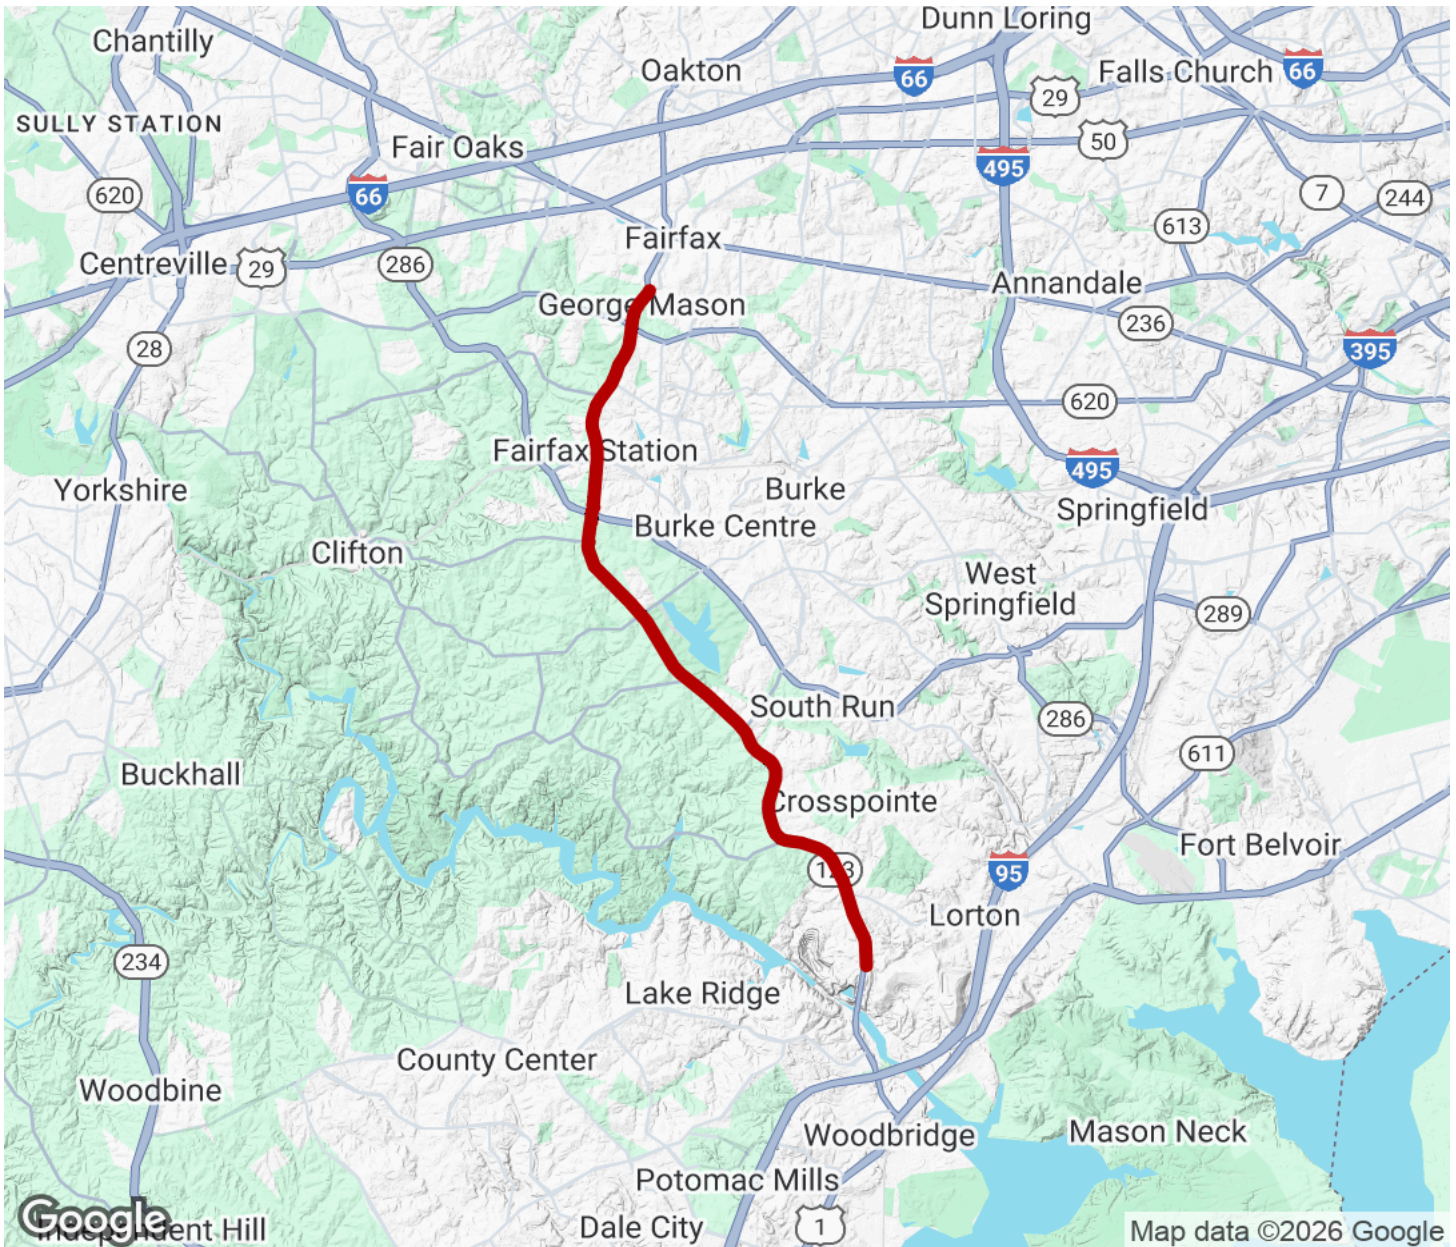 Dunn Loring
Chantilly
Oakton
66
Falls Church
66
29
SULLY STATION
50
Fair Oaks
495
620
66
7
244
613
Fairfax
Centreville
29
286
Annandale
George Mason
236
28
395
620
Fairfax Station
495
Yorkshire
Burke
Springfield
Burke Centre
Clifton
West
Springfield
289
South Run
286
611
Buckhall
Crosspointe
Fort Belvoir
123
95
Lorton
234
Lake Ridge
County Center
Woodbine
Woodbridge
Mason Neck
Potomac Mills
Google
Independent Hill
Dale City
1
Map data ©2026 Google